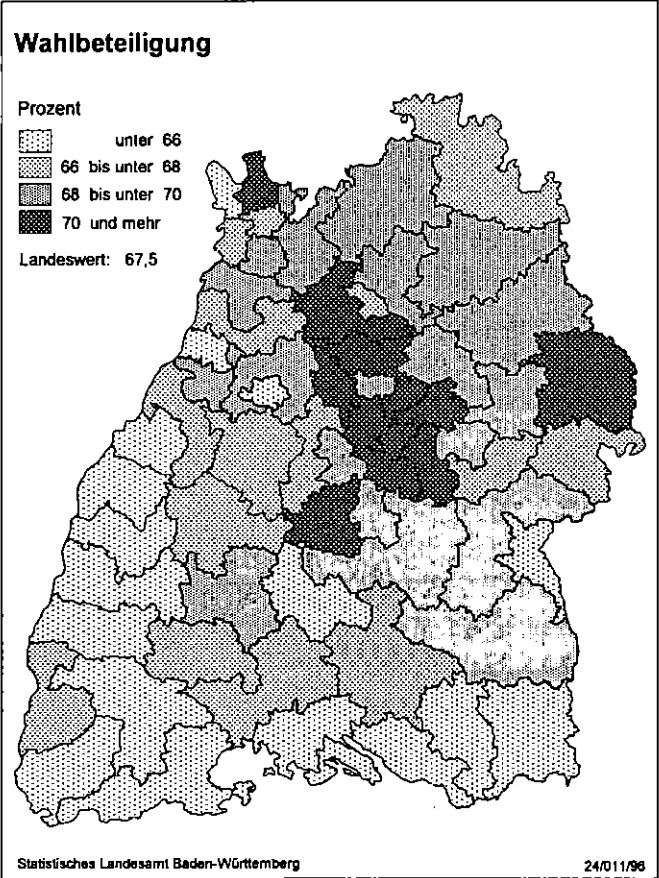 Wahlbeteiligung
Prozent
unter 66
66 bis unter 68
68 bis unter 70
70 und mehr
Landeswert: 67,5
Statistisches Landesamt Baden-Württemberg
24/011/96